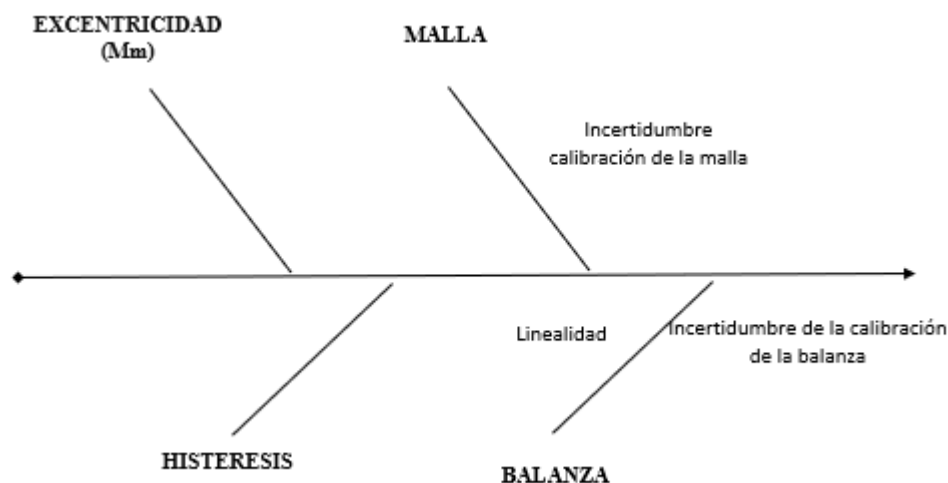 EXCENTRICIDAD
(Mm)
MALLA
Incertidumbre
calibración de la malla
Linealidad
Incertidumbre de la calibración
de la balanza
HISTERESIS
BALANZA